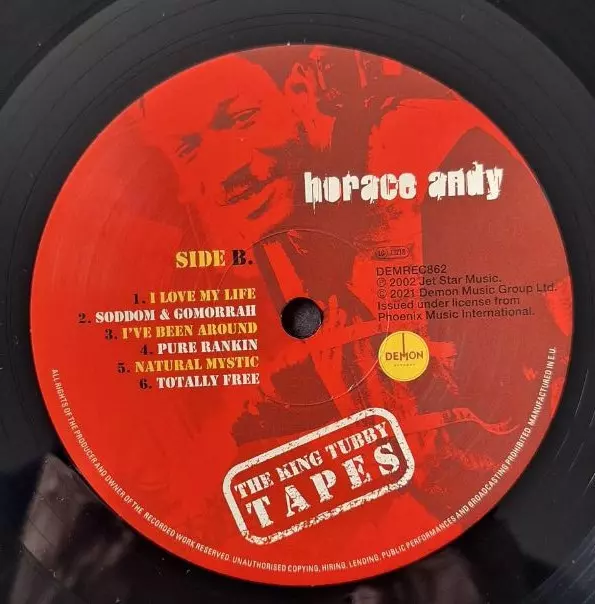 horace andy
SIDE B.
1. I LOVE MY LIFE
2. SODDOM & GOMORRAH
3. I'VE BEEN AROUND
4. PURE RANKIN
5. NATURAL MYSTIC
6. TOTALLY FREE
DEMREC862
℗ 2002 Jet Star Music.
© 2021 Demon Music Group Ltd.
Issued under license from
Phoenix Music International.
DEMON
RECORDS
THE KING TUBBY
TAPES
ALL RIGHTS OF THE PRODUCER AND OWNER OF THE RECORDED WORK RESERVED. UNAUTHORISED COPYING, HIRING, LENDING, PUBLIC PERFORMANCES AND BROADCASTING PROHIBITED. MANUFACTURED IN E.U.